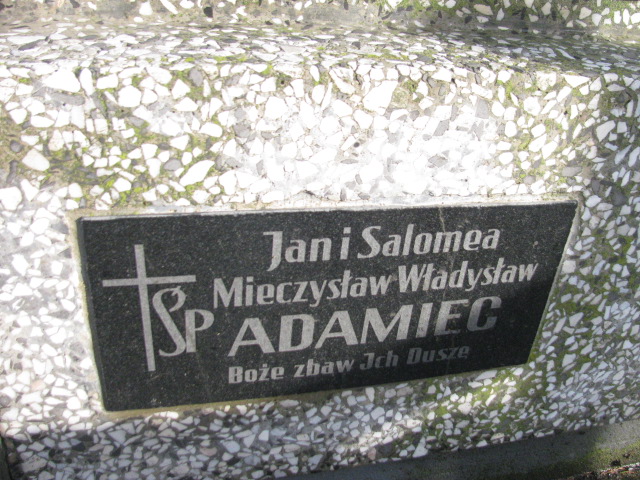 Jan i Salomea
Mieczysław Władysław
ŚP ADAMIEC
Boże zbaw Jch Dusze